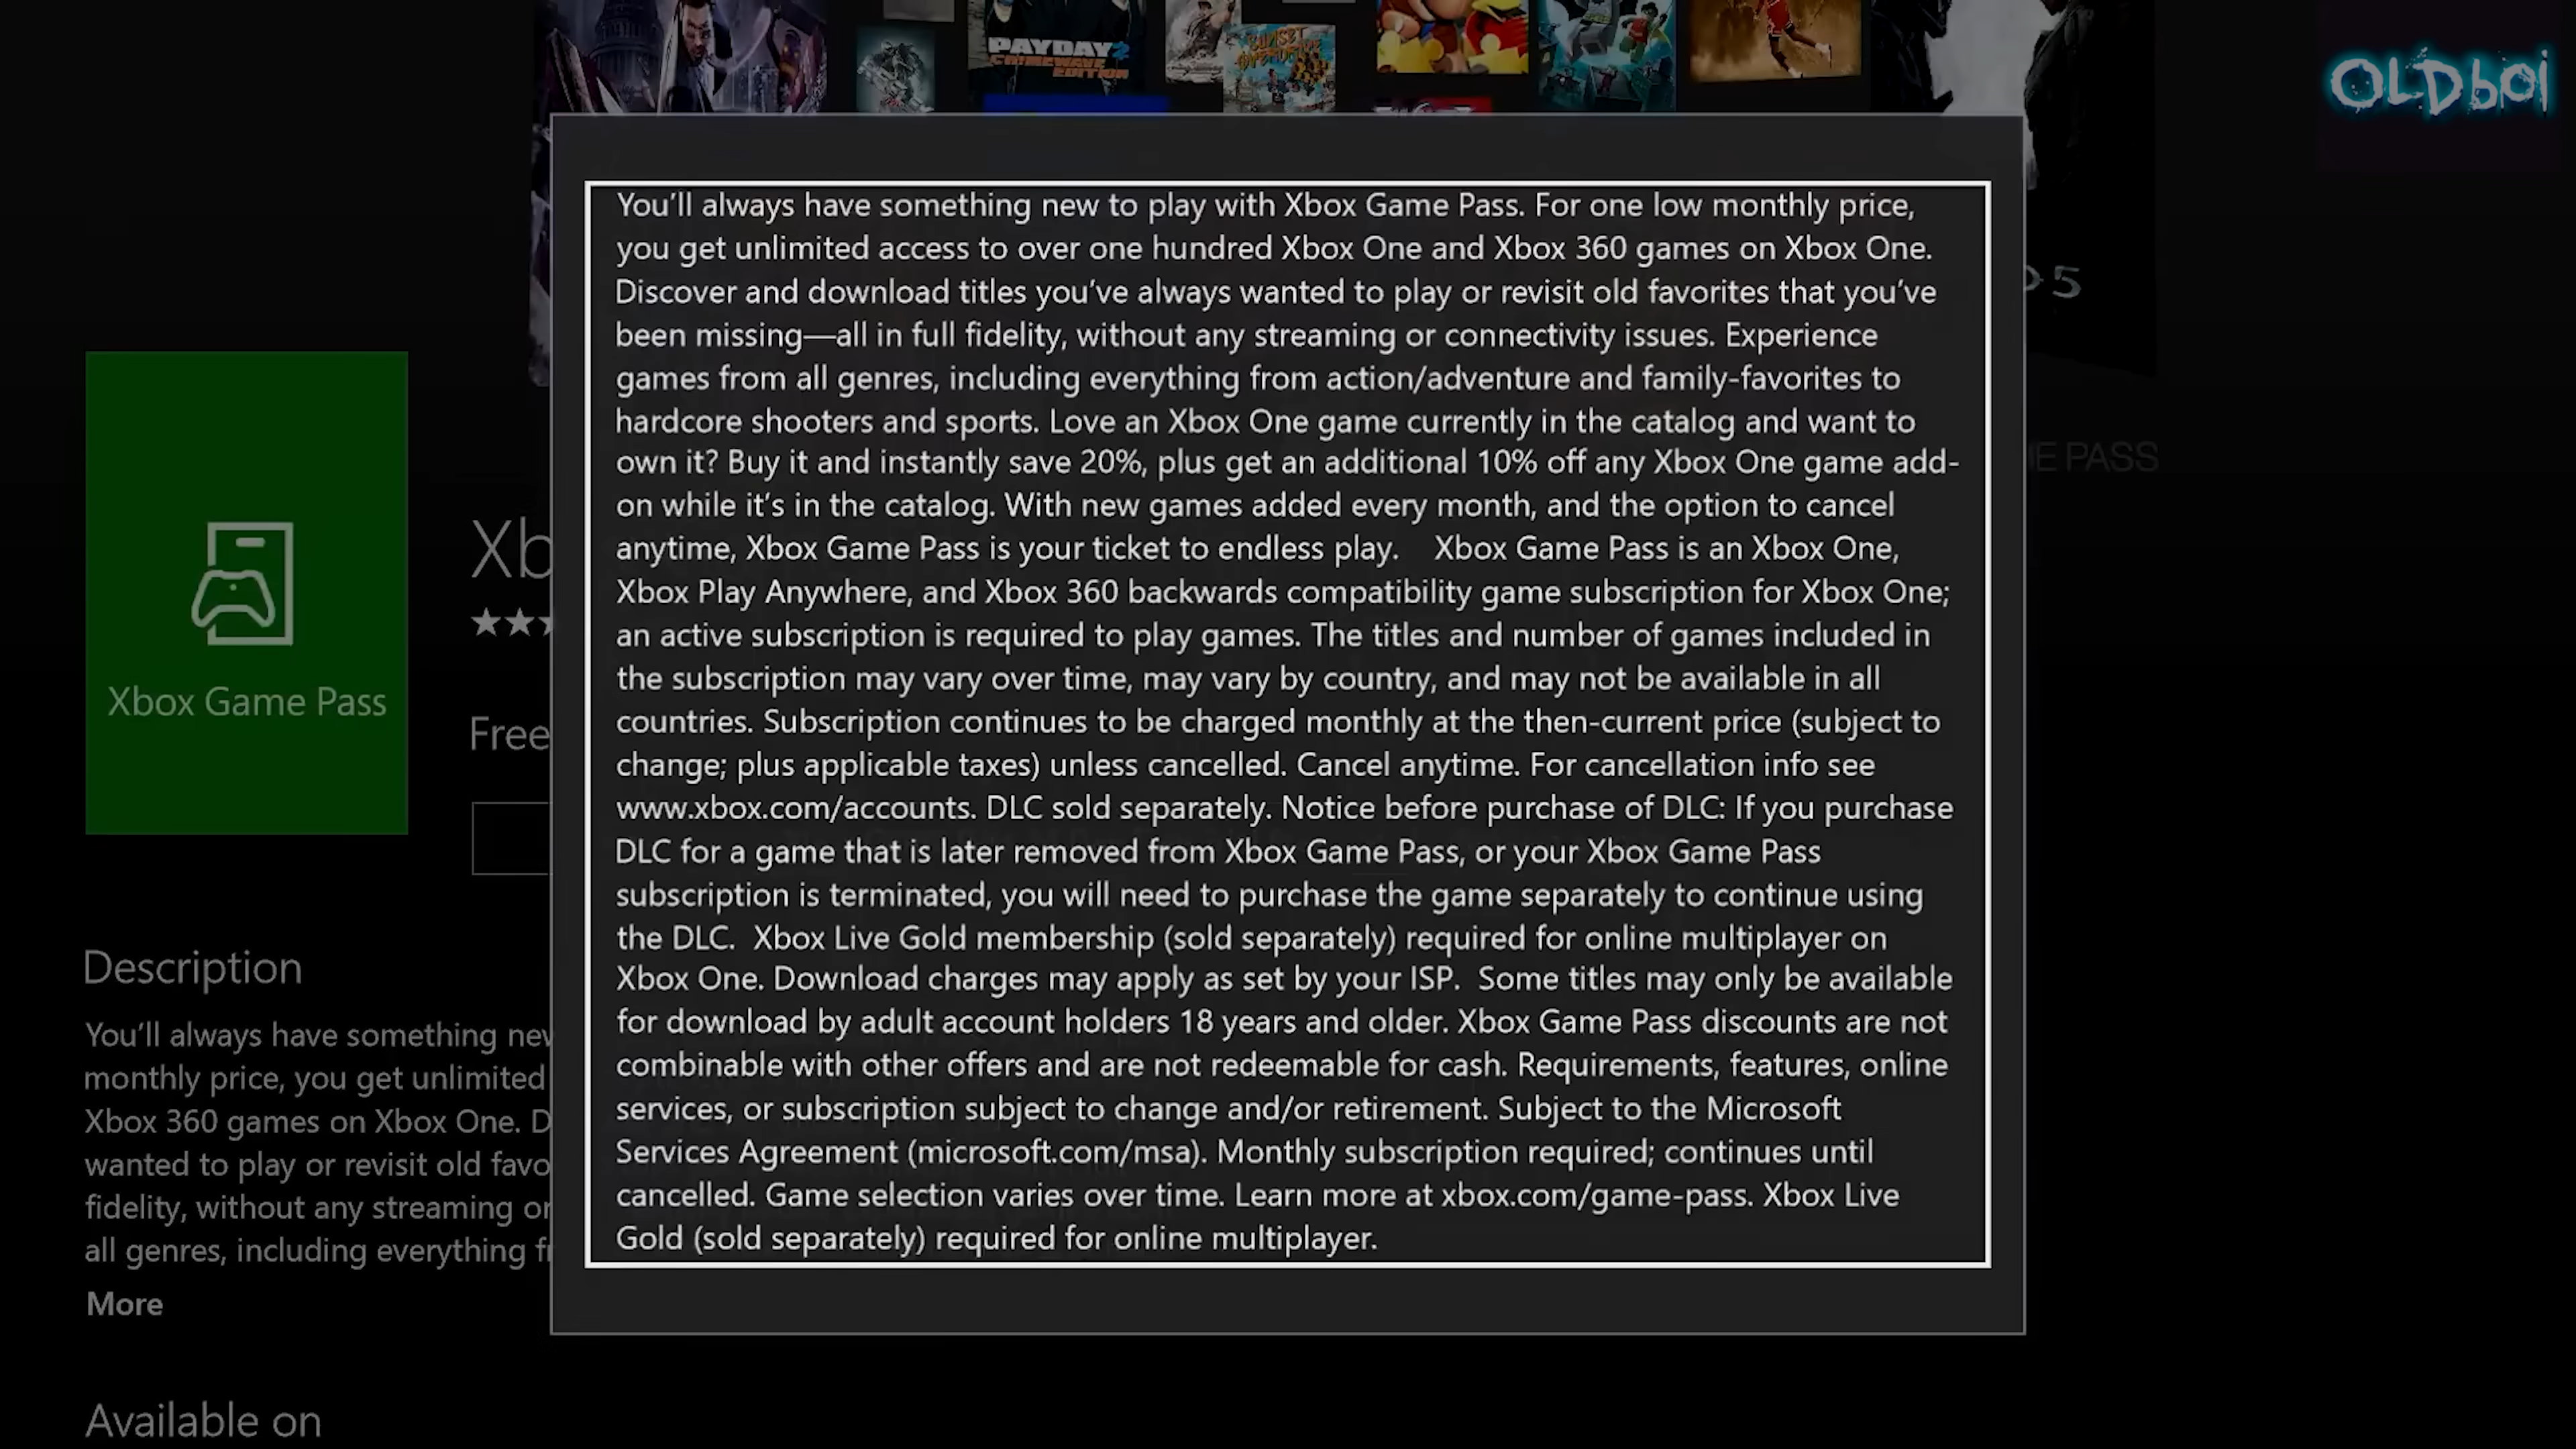 PAYDAY 2
CRIMEWAVE
EDITION
SUNSET
OVERDRIVE
OLDboi
You'll always have something new to play with Xbox Game Pass. For one low monthly price,
you get unlimited access to over one hundred Xbox One and Xbox 360 games on Xbox One.
Discover and download titles you've always wanted to play or revisit old favorites that you've
been missing—all in full fidelity, without any streaming or connectivity issues. Experience
games from all genres, including everything from action/adventure and family-favorites to
hardcore shooters and sports. Love an Xbox One game currently in the catalog and want to
own it? Buy it and instantly save 20%, plus get an additional 10% off any Xbox One game add-
on while it's in the catalog. With new games added every month, and the option to cancel
anytime, Xbox Game Pass is your ticket to endless play.    Xbox Game Pass is an Xbox One,
Xbox Play Anywhere, and Xbox 360 backwards compatibility game subscription for Xbox One;
an active subscription is required to play games. The titles and number of games included in
the subscription may vary over time, may vary by country, and may not be available in all
countries. Subscription continues to be charged monthly at the then-current price (subject to
change; plus applicable taxes) unless cancelled. Cancel anytime. For cancellation info see
www.xbox.com/accounts. DLC sold separately. Notice before purchase of DLC: If you purchase
DLC for a game that is later removed from Xbox Game Pass, or your Xbox Game Pass
subscription is terminated, you will need to purchase the game separately to continue using
the DLC.  Xbox Live Gold membership (sold separately) required for online multiplayer on
Xbox One. Download charges may apply as set by your ISP.  Some titles may only be available
for download by adult account holders 18 years and older. Xbox Game Pass discounts are not
combinable with other offers and are not redeemable for cash. Requirements, features, online
services, or subscription subject to change and/or retirement. Subject to the Microsoft
Services Agreement (microsoft.com/msa). Monthly subscription required; continues until
cancelled. Game selection varies over time. Learn more at xbox.com/game-pass. Xbox Live
Gold (sold separately) required for online multiplayer.
5
E PASS
Xbox Game Pass
Xb
Free
Description
You'll always have something new
monthly price, you get unlimited
Xbox 360 games on Xbox One. D
wanted to play or revisit old favo
fidelity, without any streaming or
all genres, including everything f
More
Available on